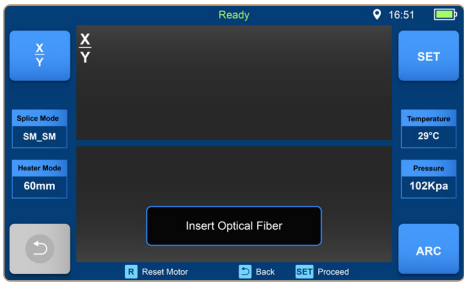 Ready
16:51
X
Y
X
Y
SET
Splice Mode
SM_SM
Temperature
29°C
Heater Mode
60mm
Pressure
102Kpa
Insert Optical Fiber
ARC
R Reset Motor
Back
SET Proceed